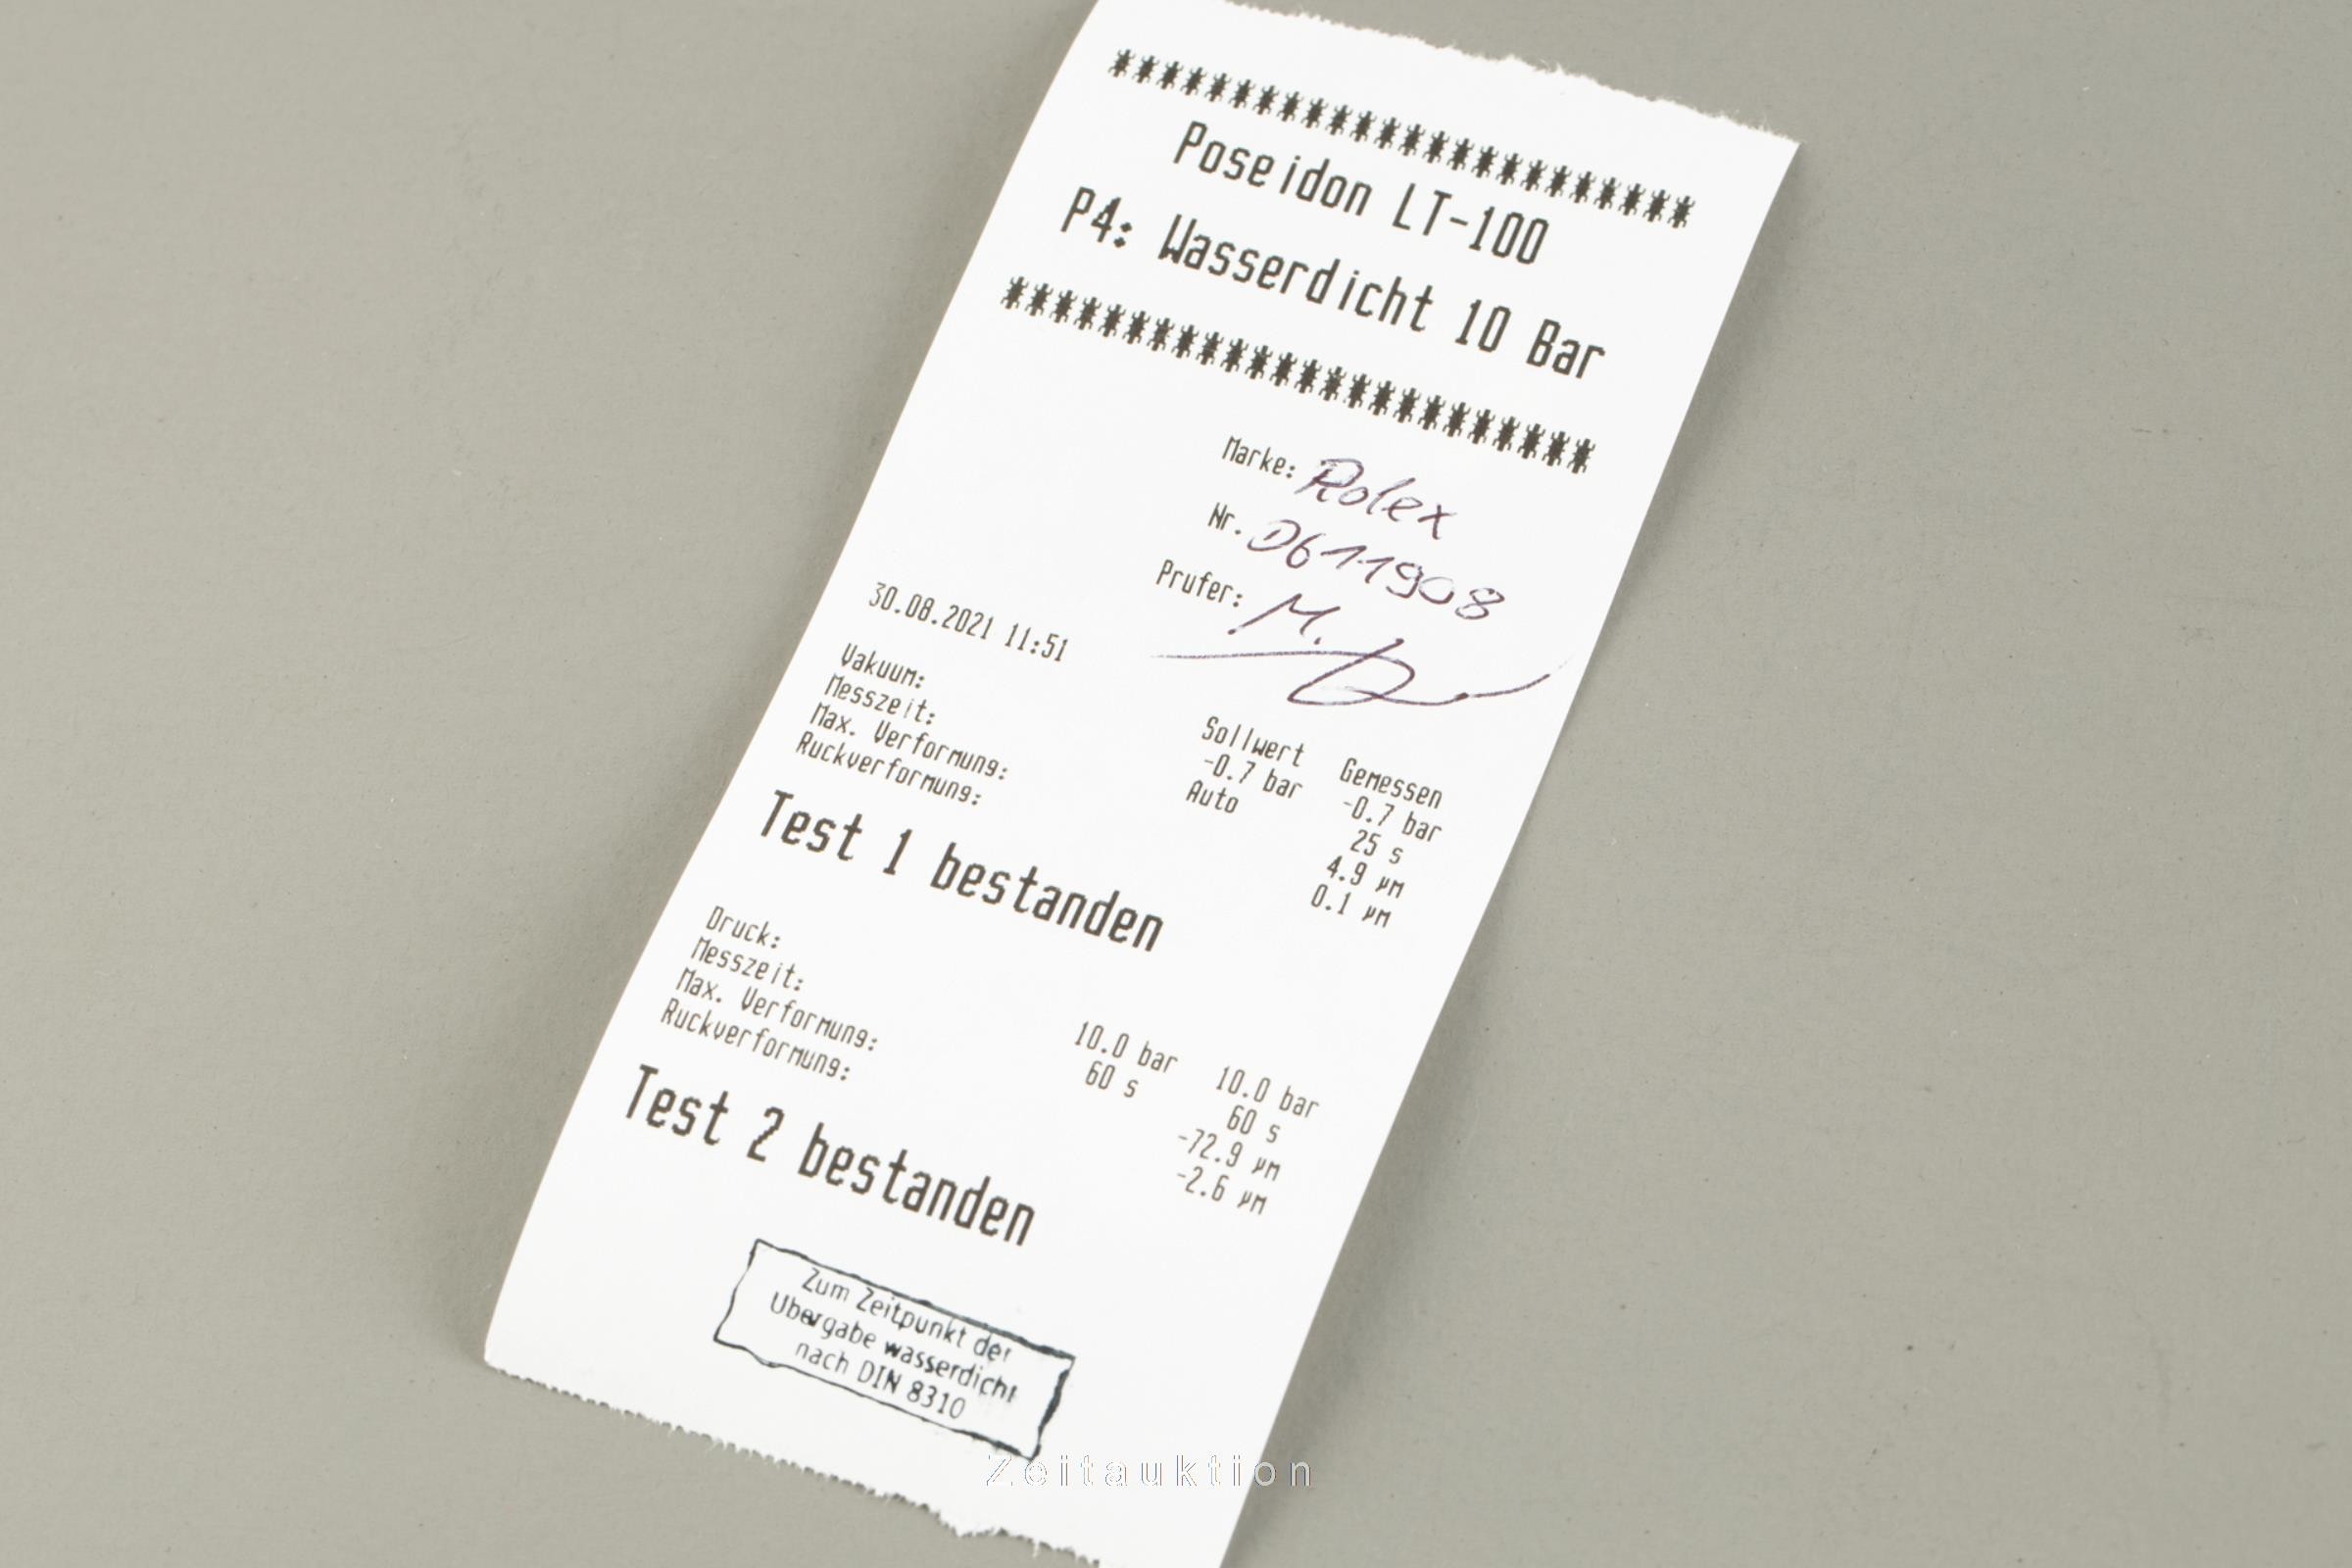 ************************
Poseidon LT-100
P4: Wasserdicht 10 Bar
************************
Marke: Rolex
Nr. D611908
Prufer: M.
30.08.2021 11:51
Sollwert Gemessen
Vakuum: -0.7 bar -0.7 bar
Messzeit: Auto 25 s
Max. Verformung: 4.9 µm
Ruckverformung: 0.1 µm
Test 1 bestanden
Druck: 10.0 bar 10.0 bar
Messzeit: 60 s 60 s
Max. Verformung: -72.9 µm
Ruckverformung: -2.6 µm
Test 2 bestanden
Zum Zeitpunkt der
Übergabe wasserdicht
nach DIN 8310
Zeitauktion